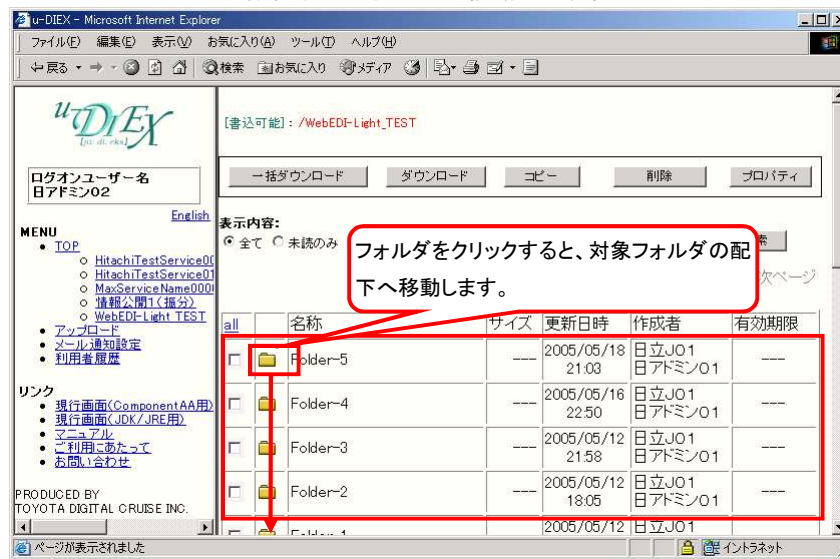 u-DIEX - Microsoft Internet Explorer
ファイル(F) 編集(E) 表示(V) お気に入り(A) ツール(T) ヘルプ(H)
戻る 検索 お気に入り メディア
u-DIEX
[ju: di: eks]
ログオンユーザー名
日アドミン02
English
MENU
TOP
HitachiTestService0
HitachiTestService01
MaxServiceName000
情報公開1(振分)
WebEDI-Light TEST
アップロード
メール通知設定
利用者履歴
リンク
現行画面(ComponentAA用)
現行画面(JDK/JRE用)
マニュアル
ご利用にあたって
お問い合わせ
PRODUCED BY
TOYOTA DIGITAL CRUISE INC.
[書込可能] : /WebEDI-Light_TEST
一括ダウンロード ダウンロード コピー 削除 プロパティ
表示内容:
全て 未読のみ
フォルダをクリックすると、対象フォルダの配
下へ移動します。
次ページ
all 名称 サイズ 更新日時 作成者 有効期限
Folder-5 --- 2005/05/18 21:03 日立JO1 日アドミン01 ---
Folder-4 --- 2005/05/16 22:50 日立JO1 日アドミン01 ---
Folder-3 --- 2005/05/12 21:58 日立JO1 日アドミン01 ---
Folder-2 --- 2005/05/12 18:05 日立JO1 日アドミン01 ---
2005/05/12 日立JO1
ページが表示されました イントラネット